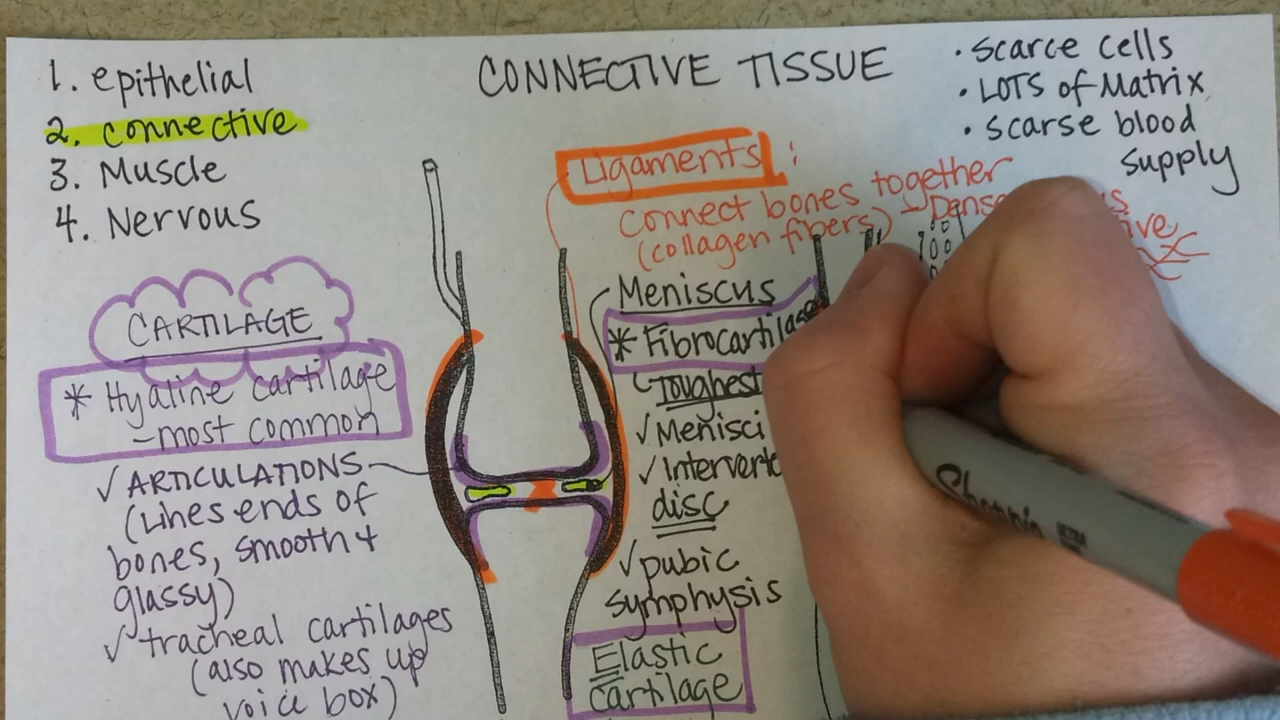 1. epithelial
2. connective
3. Muscle
4. Nervous
CONNECTIVE TISSUE
• scarce cells
• LOTS of Matrix
• scarse blood
supply
CARTILAGE
* Hyaline cartilage
- most common
✓ ARTICULATIONS
(Lines ends of
bones, smooth +
glassy)
✓ tracheal cartilages
(also makes up
voice box)
Ligaments :
connect bones together
(collagen fibers)
Meniscus
* Fibrocartilage
Toughest
✓ Menisci
✓ Interverte
disc
✓ pubic
symphysis
Elastic
cartilage
Sharpie